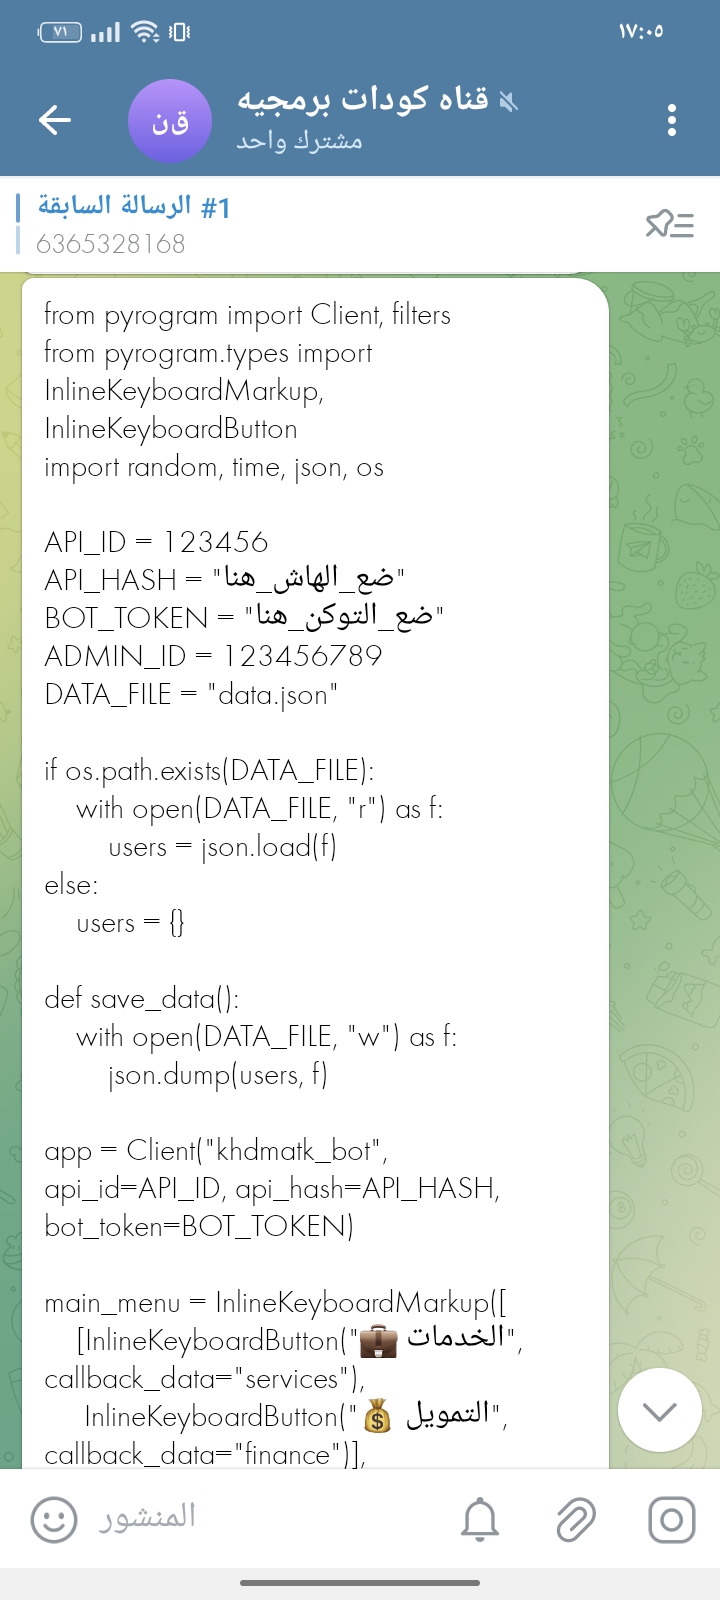 ٧١
١٧:٠٥
قناه كودات برمجيه
مشترك واحد
قن
الرسالة السابقة #1
6365328168
from pyrogram import Client, filters
from pyrogram.types import
InlineKeyboardMarkup,
InlineKeyboardButton
import random, time, json, os
API_ID = 123456
API_HASH = "ضع_الهاش_هنا"
BOT_TOKEN = "ضع_التوكن_هنا"
ADMIN_ID = 123456789
DATA_FILE = "data.json"
if os.path.exists(DATA_FILE):
    with open(DATA_FILE, "r") as f:
        users = json.load(f)
else:
    users = {}
def save_data():
    with open(DATA_FILE, "w") as f:
        json.dump(users, f)
app = Client("khdmatk_bot",
api_id=API_ID, api_hash=API_HASH,
bot_token=BOT_TOKEN)
main_menu = InlineKeyboardMarkup([
    [InlineKeyboardButton("💼 الخدمات",
callback_data="services"),
     InlineKeyboardButton("💰 التمويل",
callback_data="finance")],
المنشور